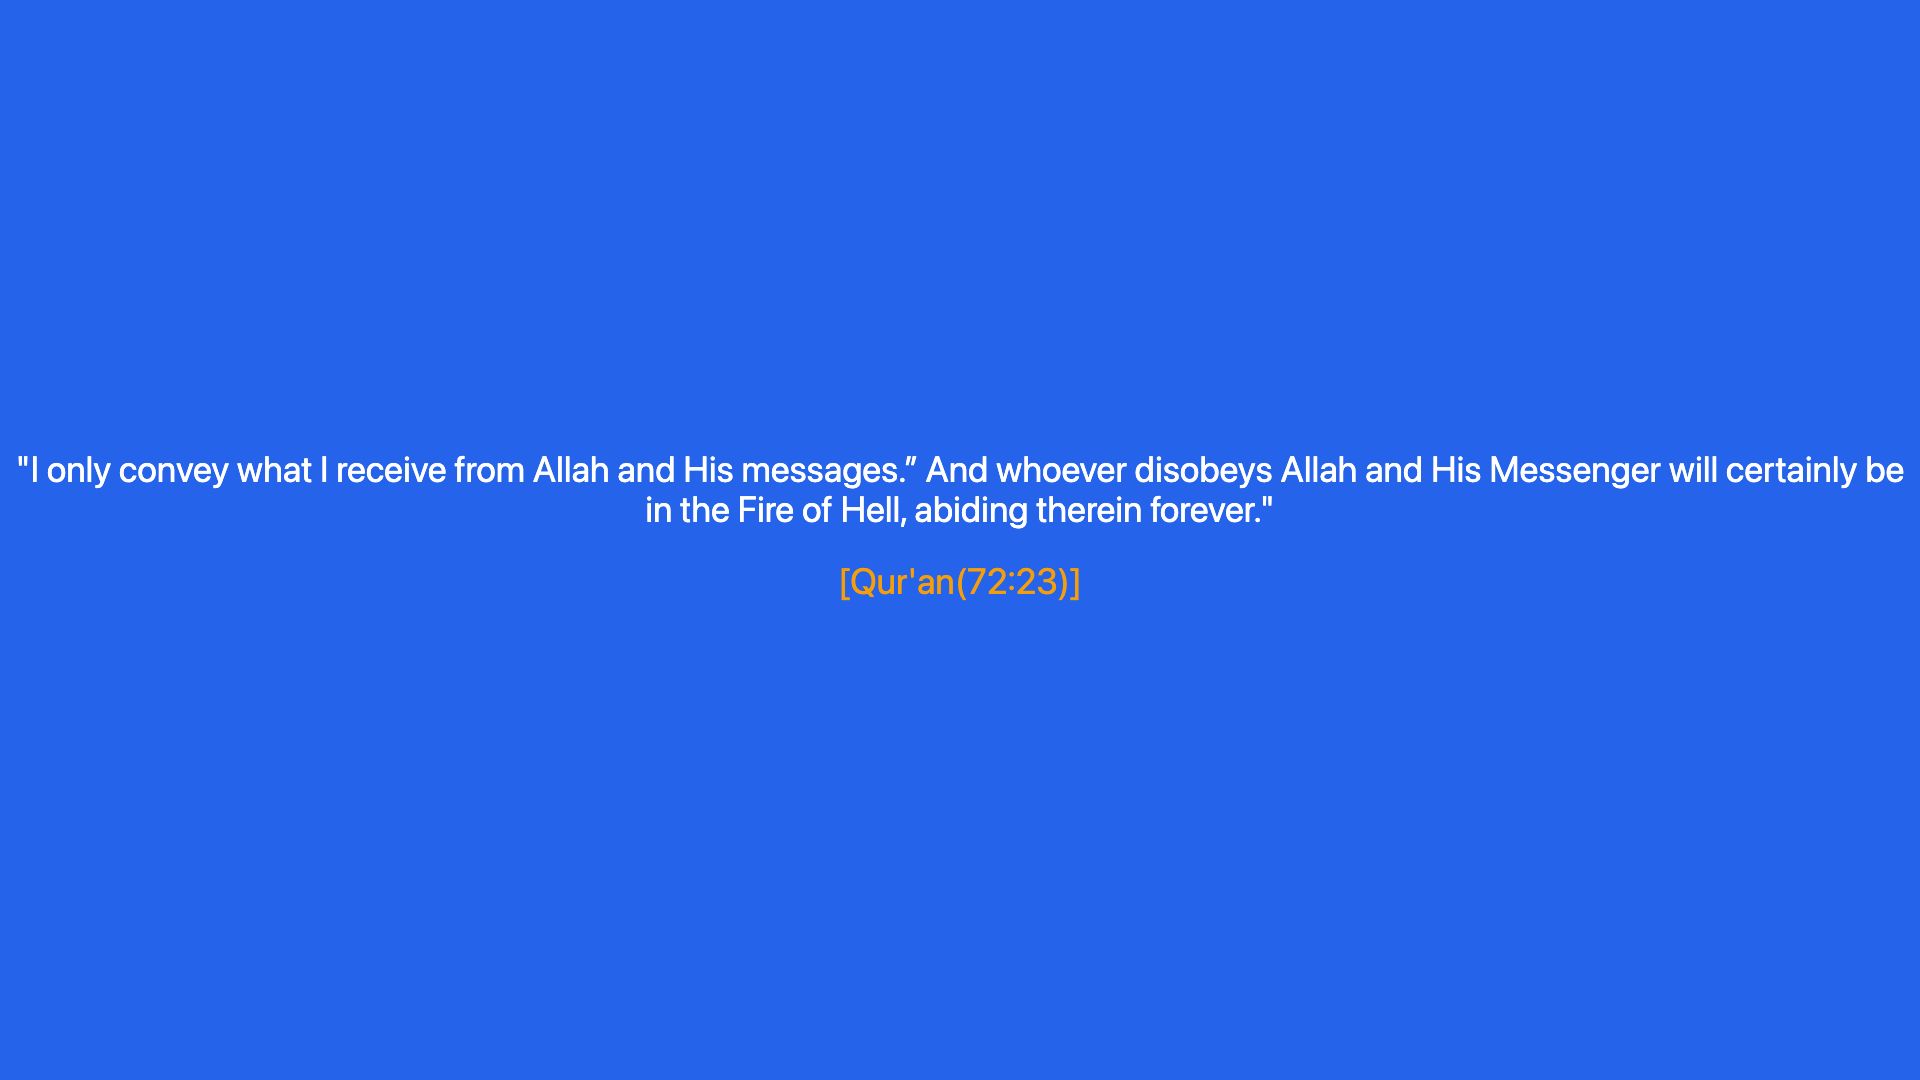 "I only convey what I receive from Allah and His messages.” And whoever disobeys Allah and His Messenger will certainly be
in the Fire of Hell, abiding therein forever."
[Qur'an(72:23)]